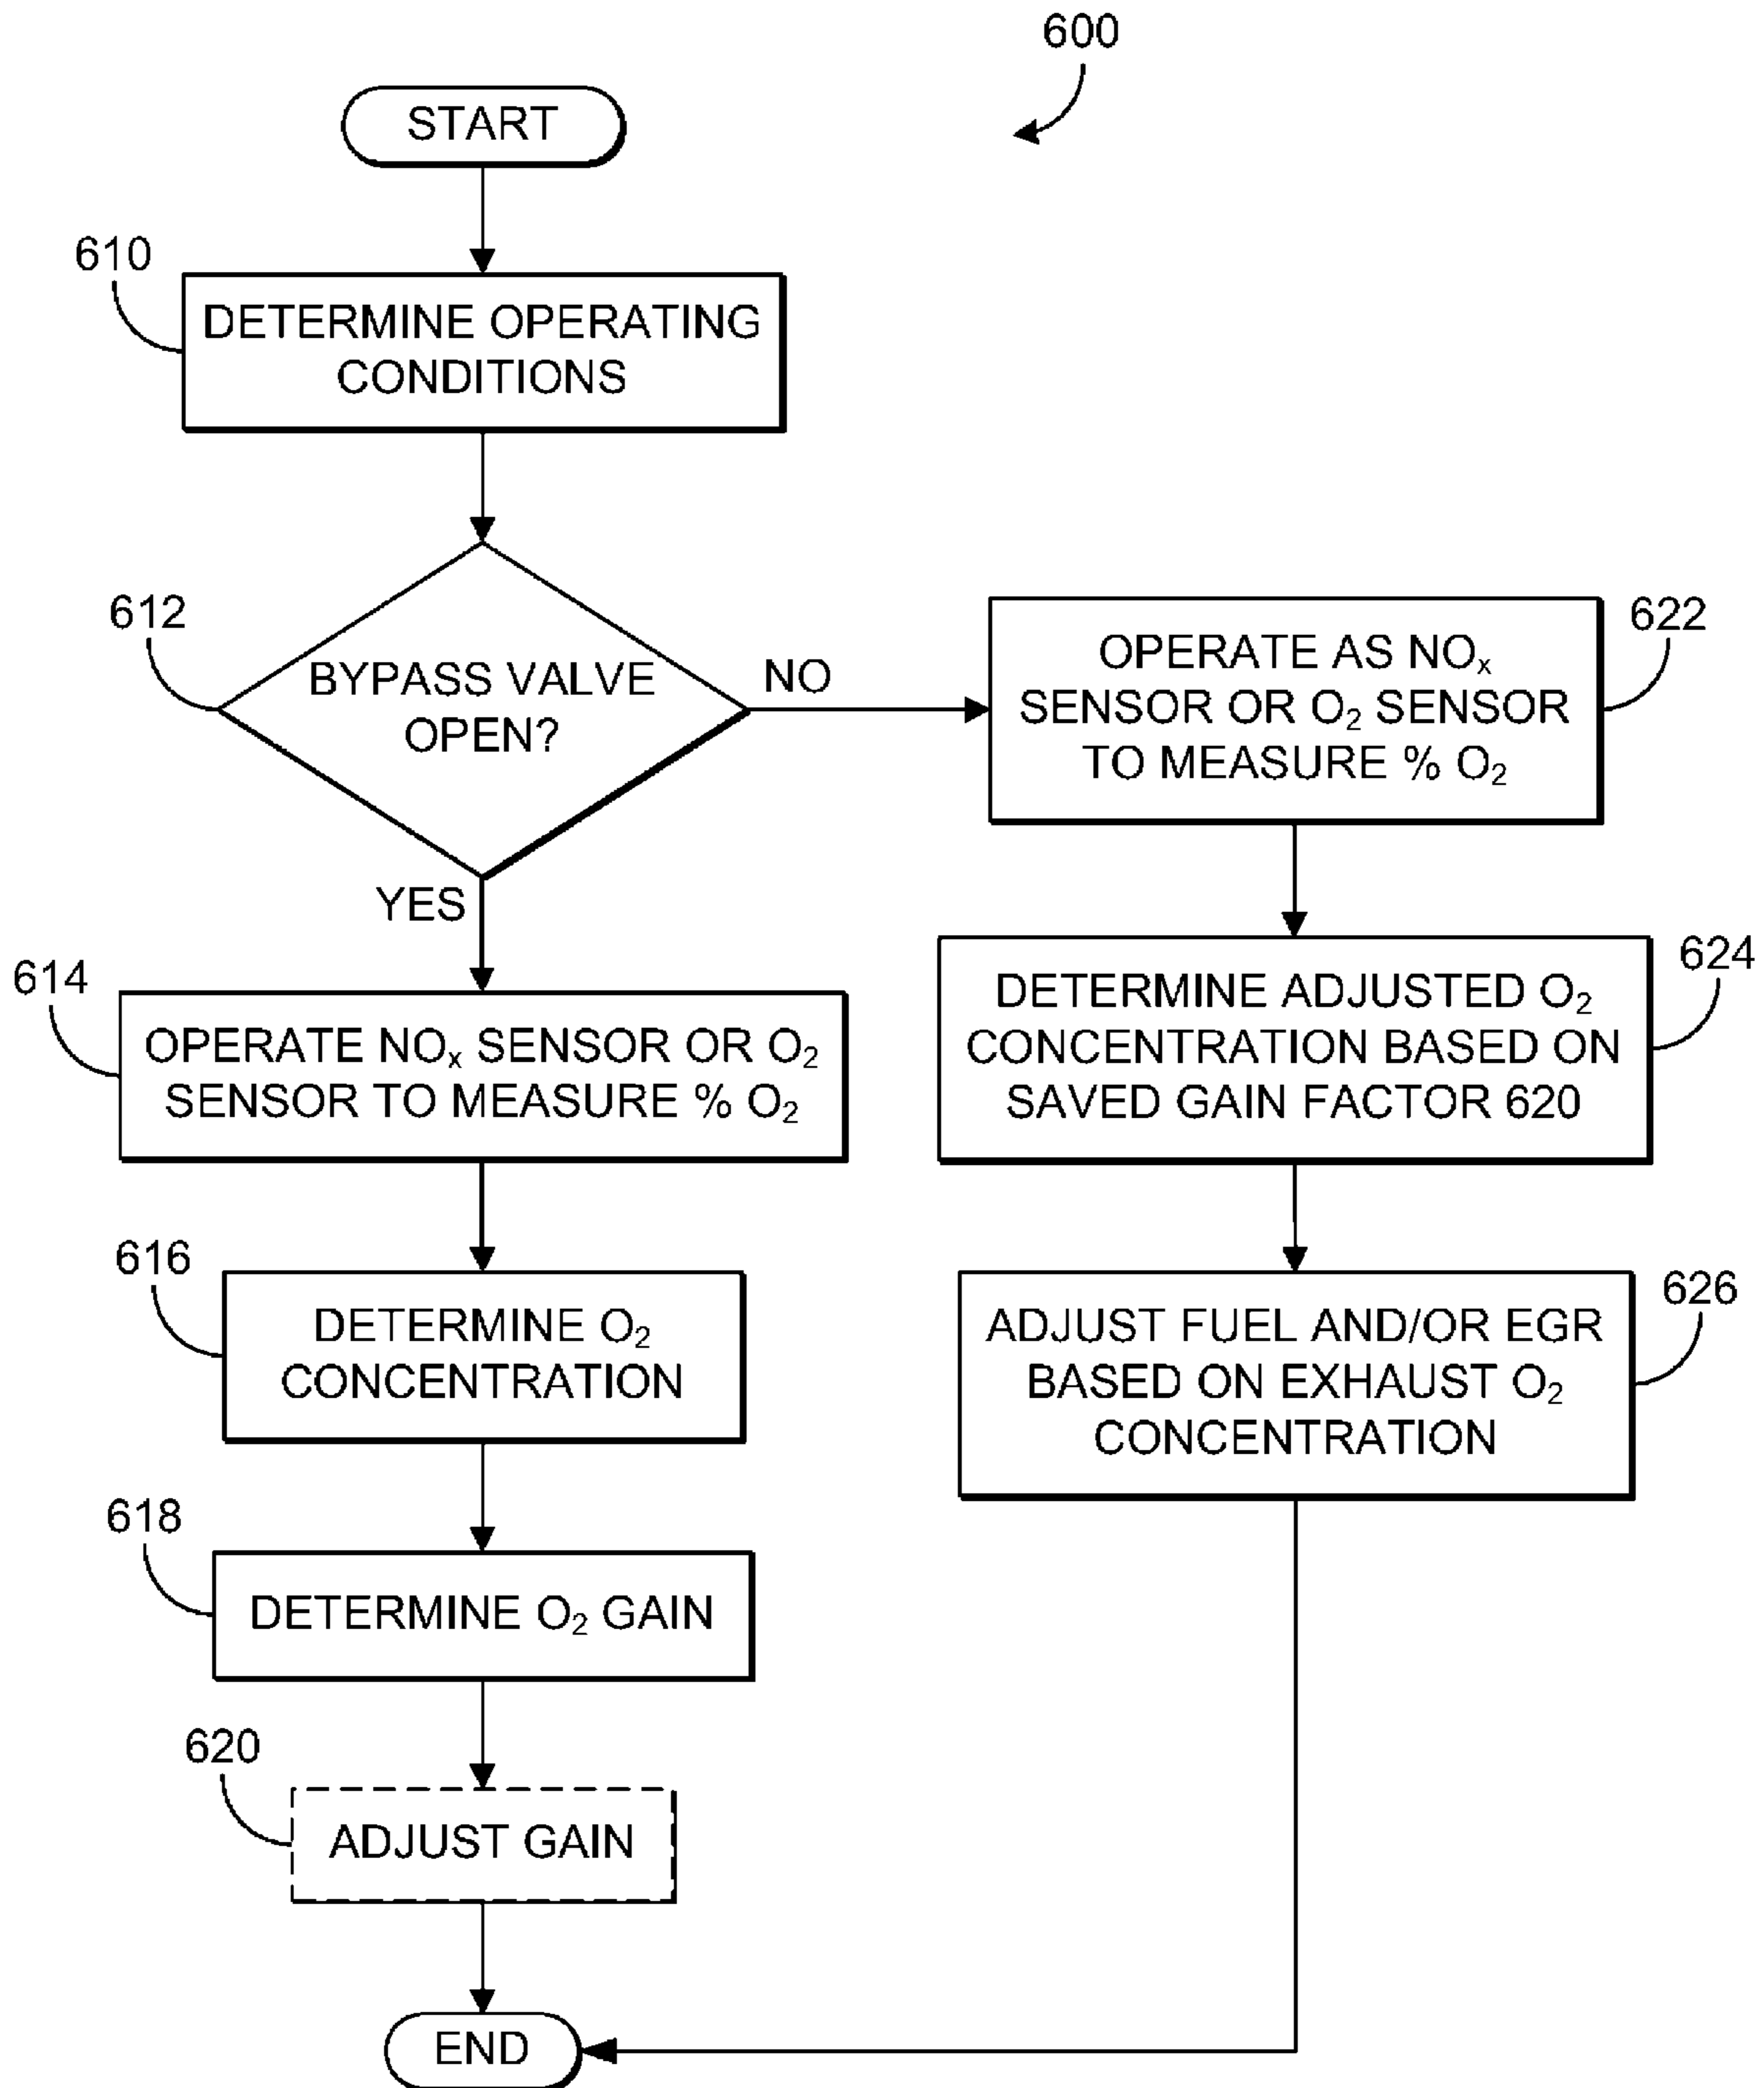 600
START
610
DETERMINE OPERATING
CONDITIONS
612
BYPASS VALVE
OPEN?
NO
YES
622
OPERATE AS NOₓ
SENSOR OR O₂ SENSOR
TO MEASURE % O₂
614
OPERATE NOₓ SENSOR OR O₂
SENSOR TO MEASURE % O₂
624
DETERMINE ADJUSTED O₂
CONCENTRATION BASED ON
SAVED GAIN FACTOR 620
616
DETERMINE O₂
CONCENTRATION
626
ADJUST FUEL AND/OR EGR
BASED ON EXHAUST O₂
CONCENTRATION
618
DETERMINE O₂ GAIN
620
ADJUST GAIN
END